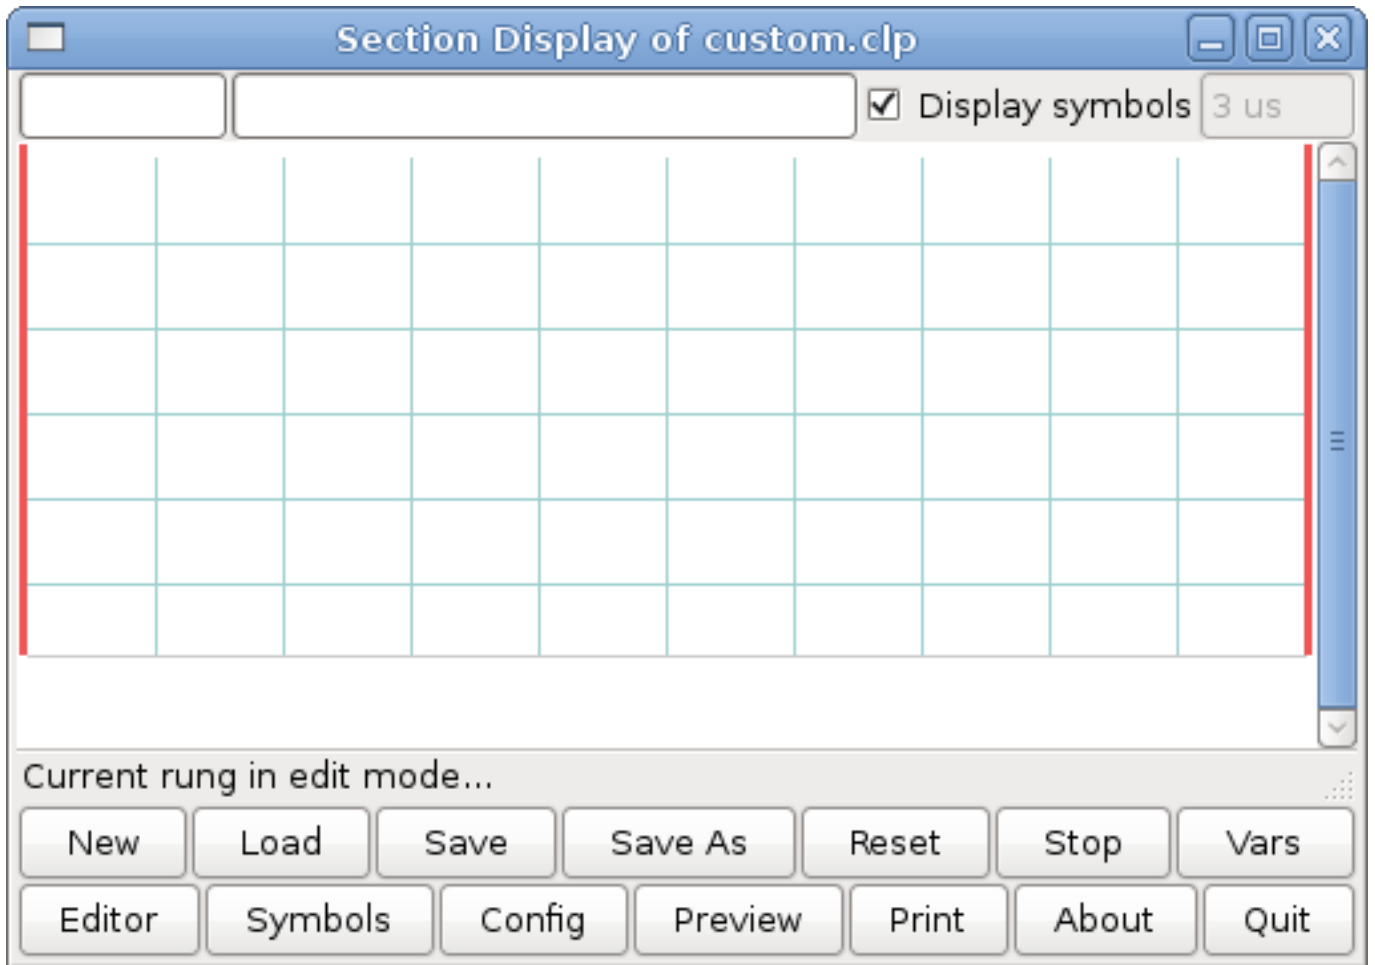 Section Display of custom.clp
Display symbols 3 us
Current rung in edit mode...
New Load Save Save As Reset Stop Vars
Editor Symbols Config Preview Print About Quit